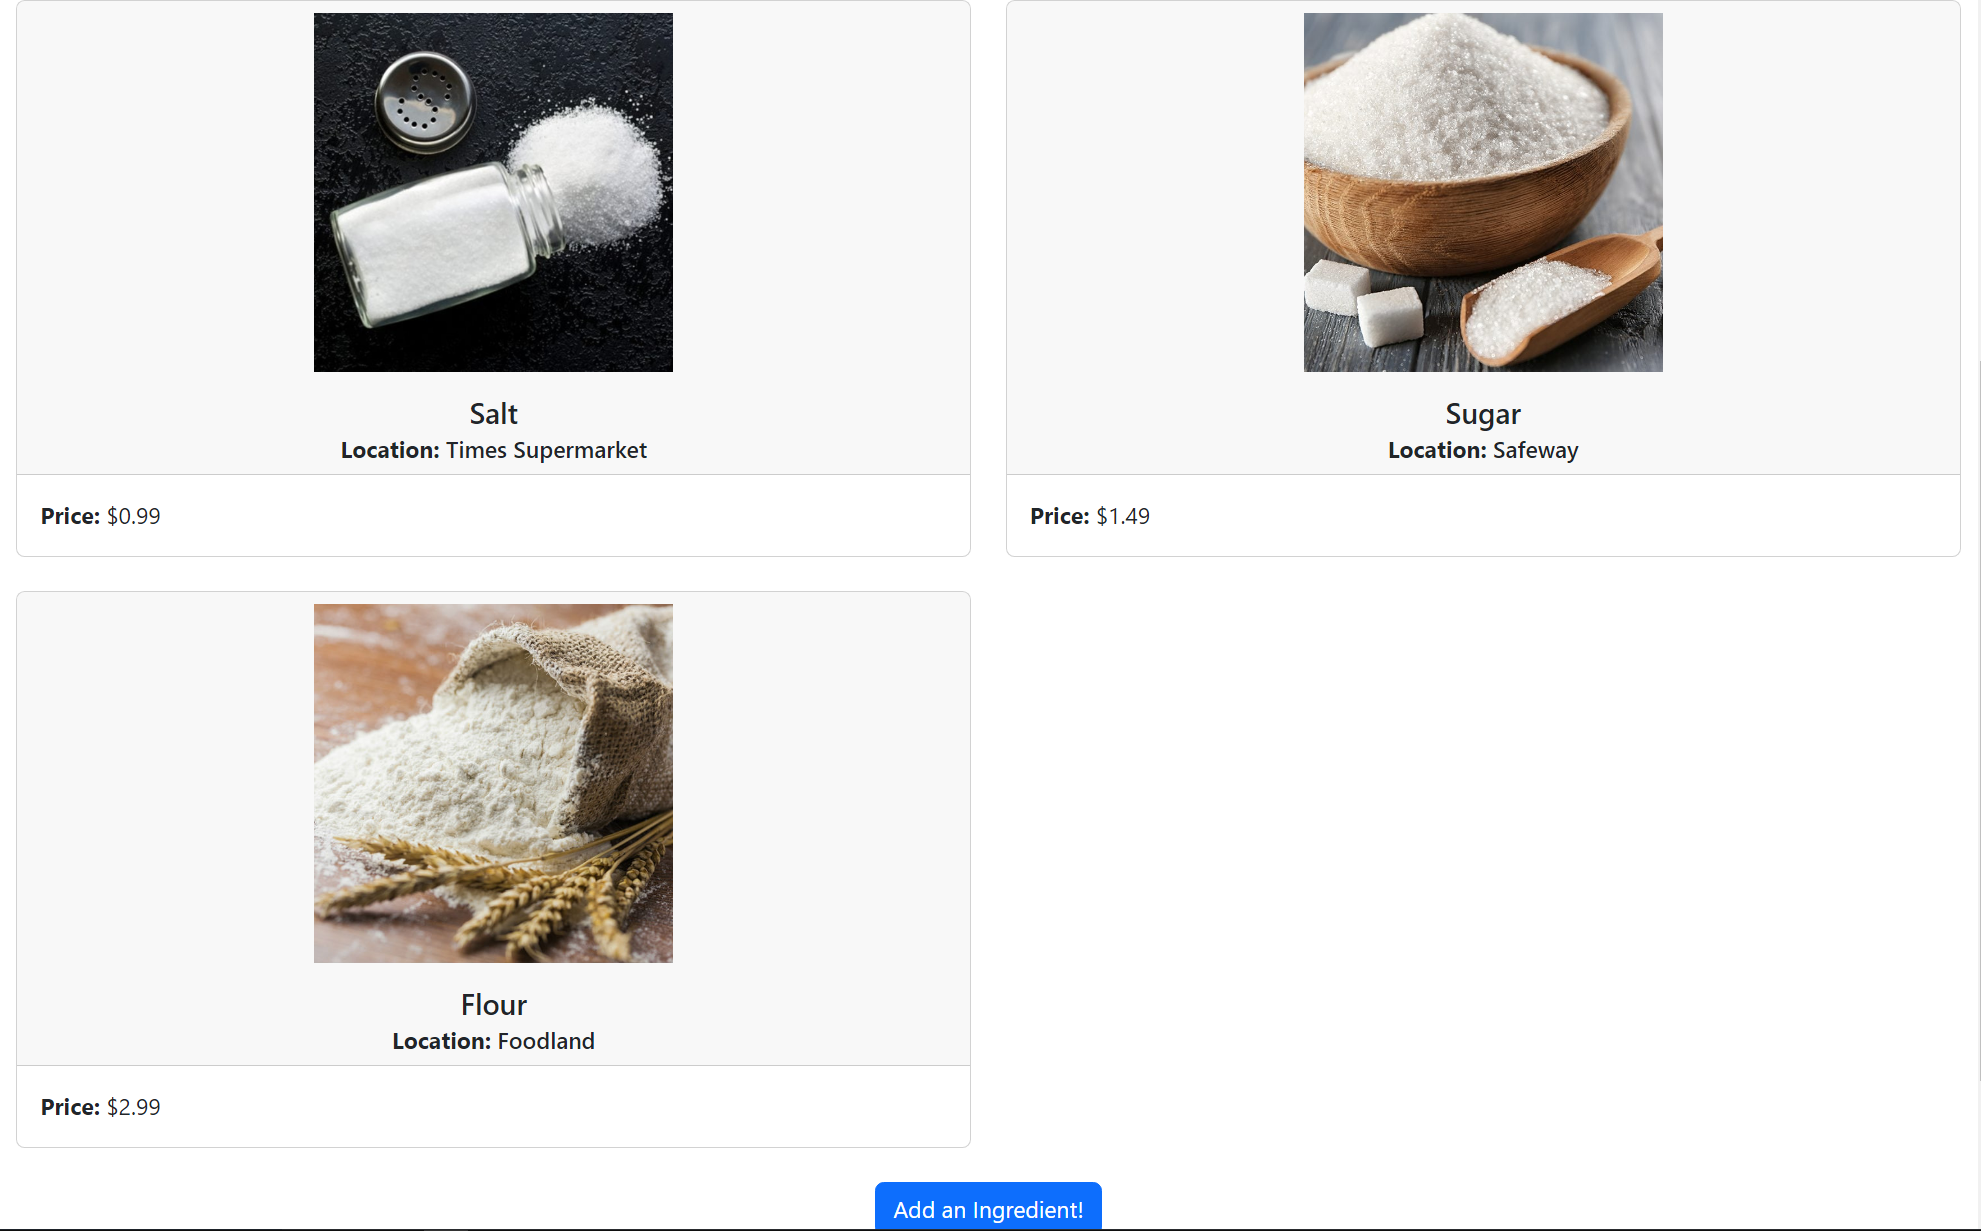 Salt
Location: Times Supermarket
Price: $0.99
Sugar
Location: Safeway
Price: $1.49
Flour
Location: Foodland
Price: $2.99
Add an Ingredient!